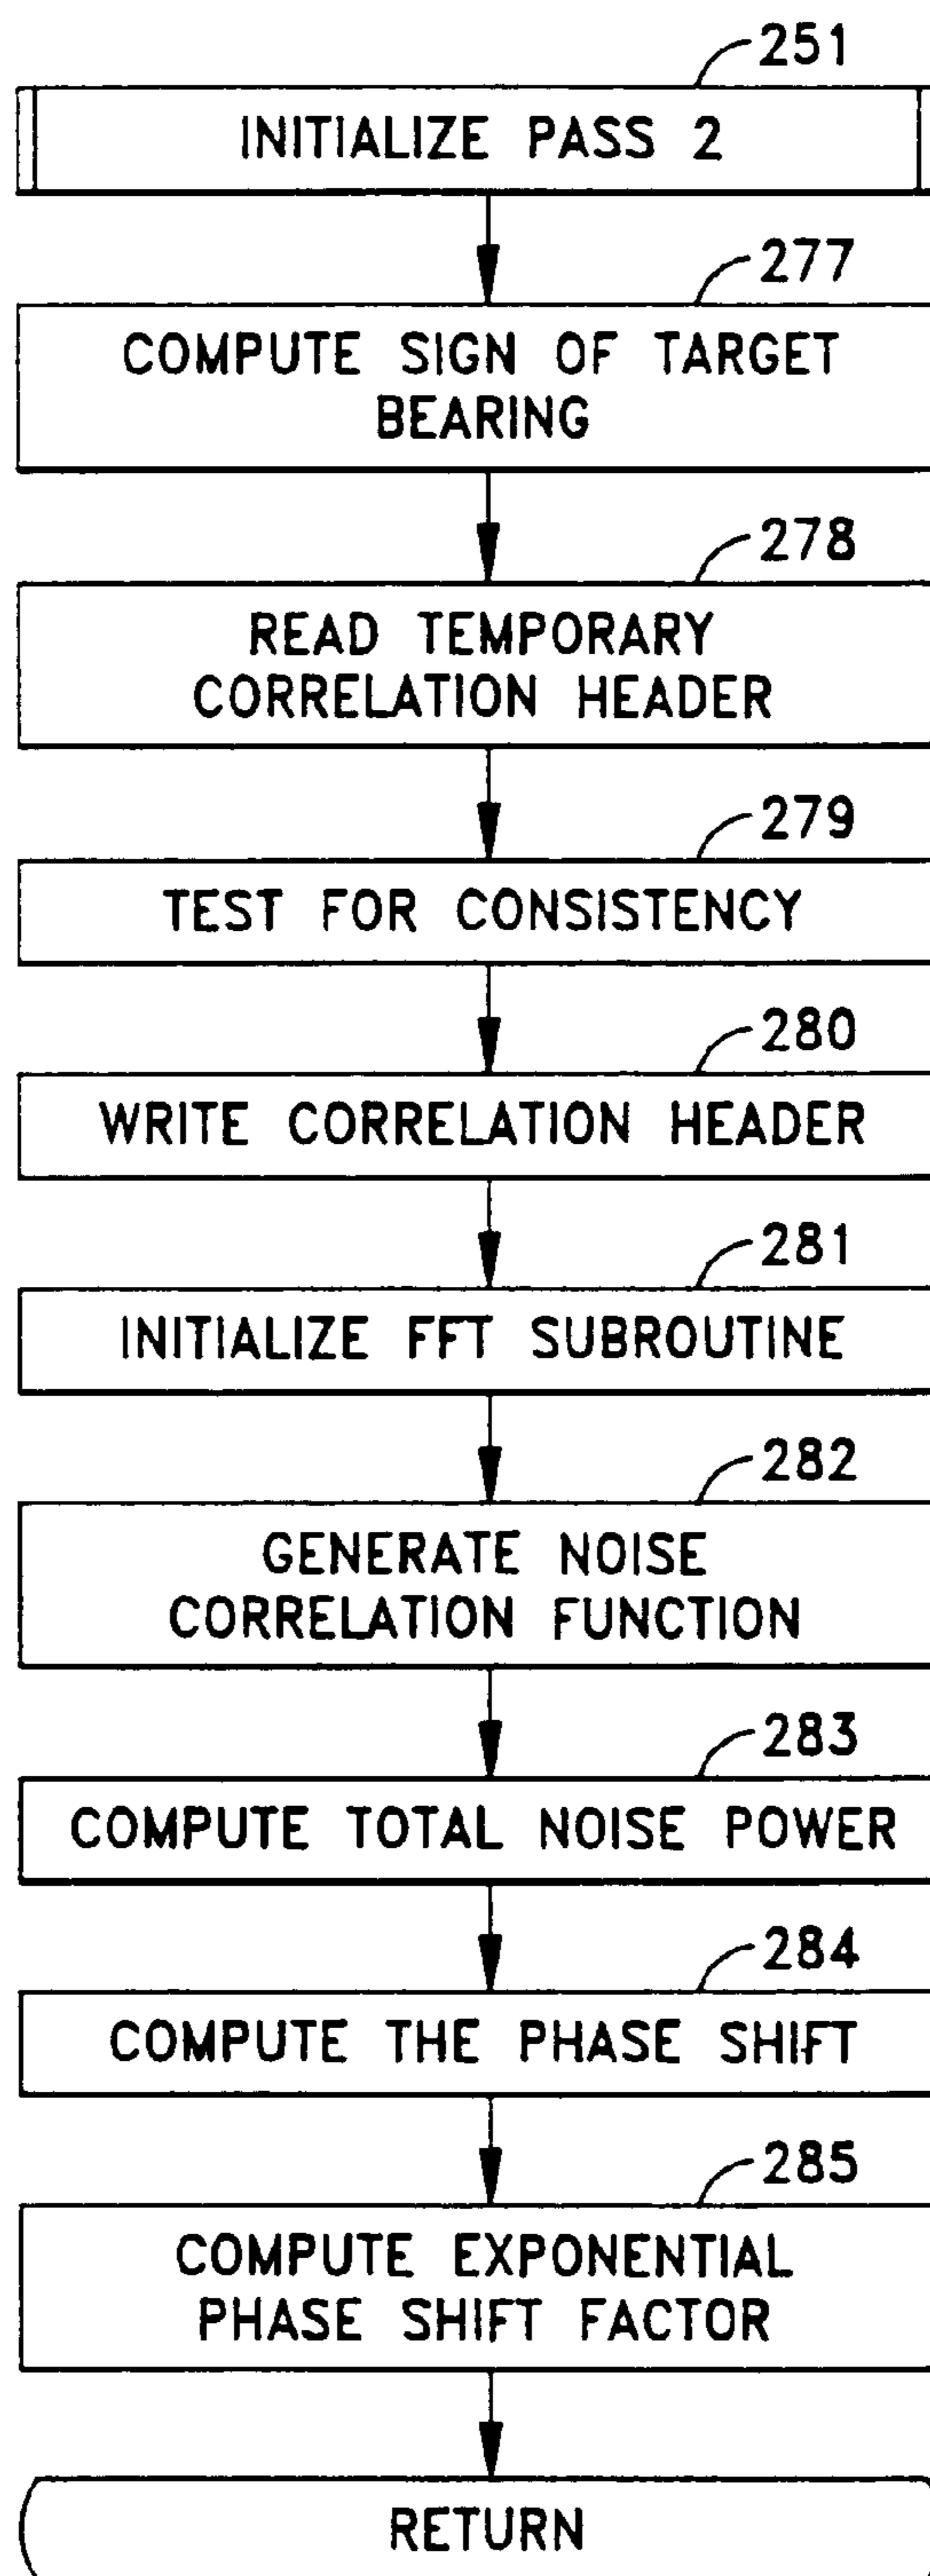 251
INITIALIZE PASS 2
277
COMPUTE SIGN OF TARGET
BEARING
278
READ TEMPORARY
CORRELATION HEADER
279
TEST FOR CONSISTENCY
280
WRITE CORRELATION HEADER
281
INITIALIZE FFT SUBROUTINE
282
GENERATE NOISE
CORRELATION FUNCTION
283
COMPUTE TOTAL NOISE POWER
284
COMPUTE THE PHASE SHIFT
285
COMPUTE EXPONENTIAL
PHASE SHIFT FACTOR
RETURN